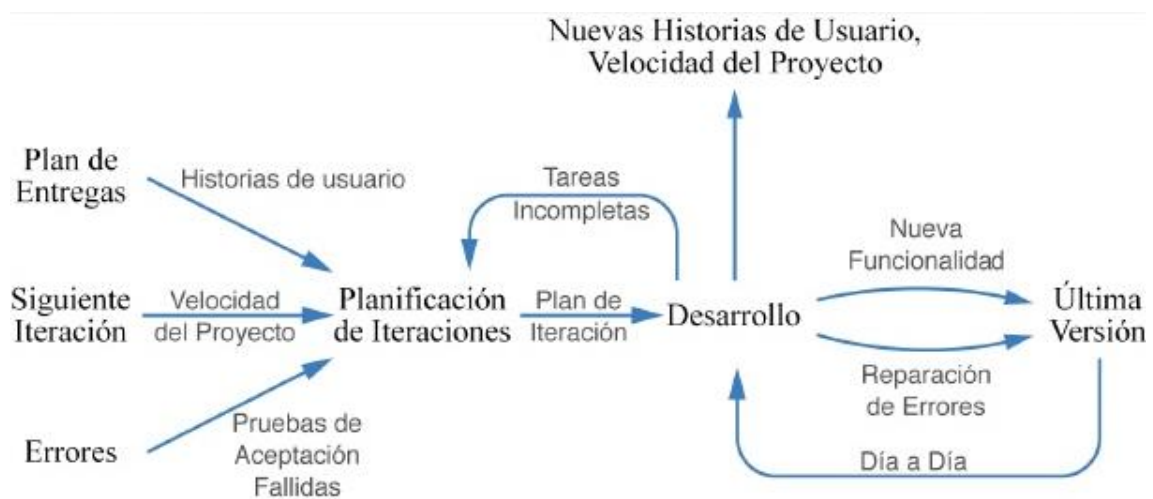 Nuevas Historias de Usuario,
Velocidad del Proyecto
Plan de
Entregas
Historias de usuario
Tareas
Incompletas
Nueva
Funcionalidad
Siguiente
Iteración
Velocidad
del Proyecto
Planificación
de Iteraciones
Plan de
Iteración
Desarrollo
Última
Versión
Reparación
de Errores
Errores
Pruebas de
Aceptación
Fallidas
Día a Día